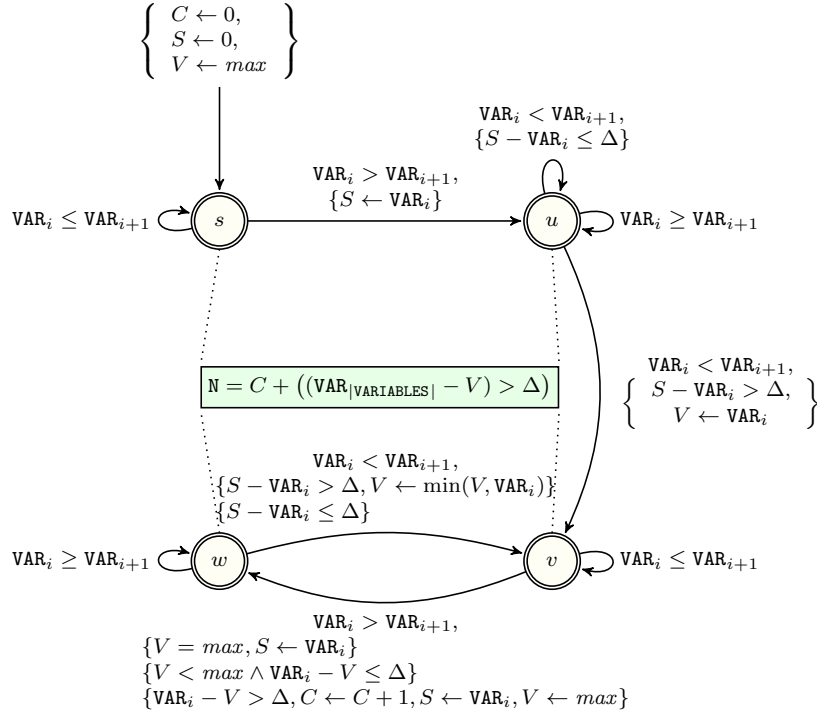 C ← 0,
S ← 0,
V ← max
VAR_i < VAR_{i+1},
{S − VAR_i ≤ Δ}
VAR_i > VAR_{i+1},
{S ← VAR_i}
VAR_i ≤ VAR_{i+1}
s
u
VAR_i ≥ VAR_{i+1}
VAR_i < VAR_{i+1},
S − VAR_i > Δ,
V ← VAR_i
N = C + ((VAR_{|VARIABLES|} − V) > Δ)
VAR_i < VAR_{i+1},
{S − VAR_i > Δ, V ← min(V, VAR_i)}
{S − VAR_i ≤ Δ}
VAR_i ≥ VAR_{i+1}
w
v
VAR_i ≤ VAR_{i+1}
VAR_i > VAR_{i+1},
{V = max, S ← VAR_i}
{V < max ∧ VAR_i − V ≤ Δ}
{VAR_i − V > Δ, C ← C + 1, S ← VAR_i, V ← max}